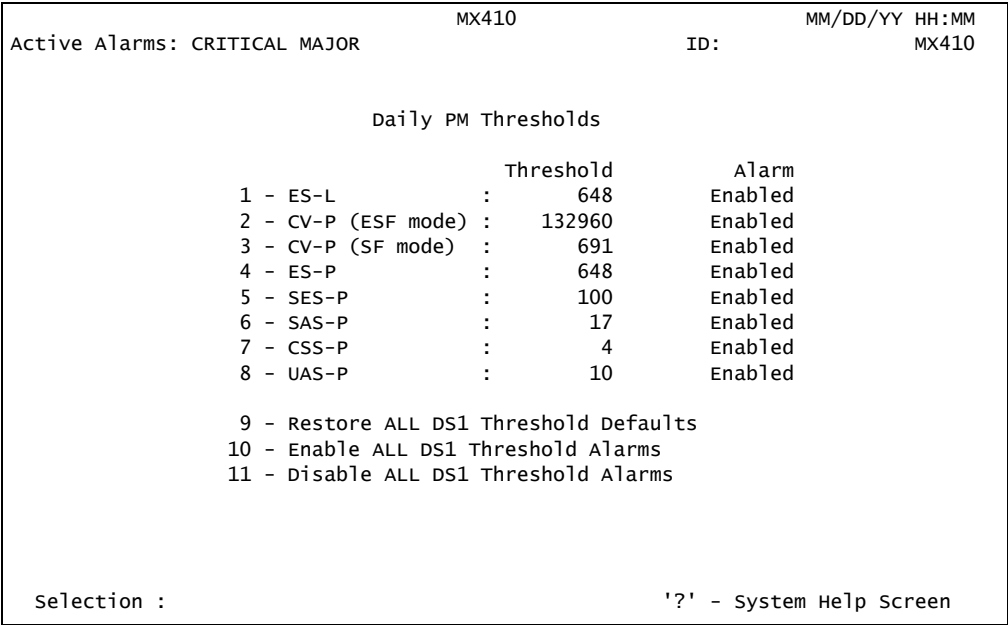 MX410 MM/DD/YY HH:MM
Active Alarms: CRITICAL MAJOR ID: MX410
Daily PM Thresholds
Threshold Alarm
1 - ES-L : 648 Enabled
2 - CV-P (ESF mode) : 132960 Enabled
3 - CV-P (SF mode) : 691 Enabled
4 - ES-P : 648 Enabled
5 - SES-P : 100 Enabled
6 - SAS-P : 17 Enabled
7 - CSS-P : 4 Enabled
8 - UAS-P : 10 Enabled
9 - Restore ALL DS1 Threshold Defaults
10 - Enable ALL DS1 Threshold Alarms
11 - Disable ALL DS1 Threshold Alarms
Selection : '?' - System Help Screen